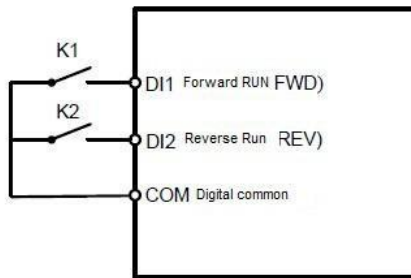 K1
DI1 Forward RUN FWD)
K2
DI2 Reverse Run REV)
COM Digital common